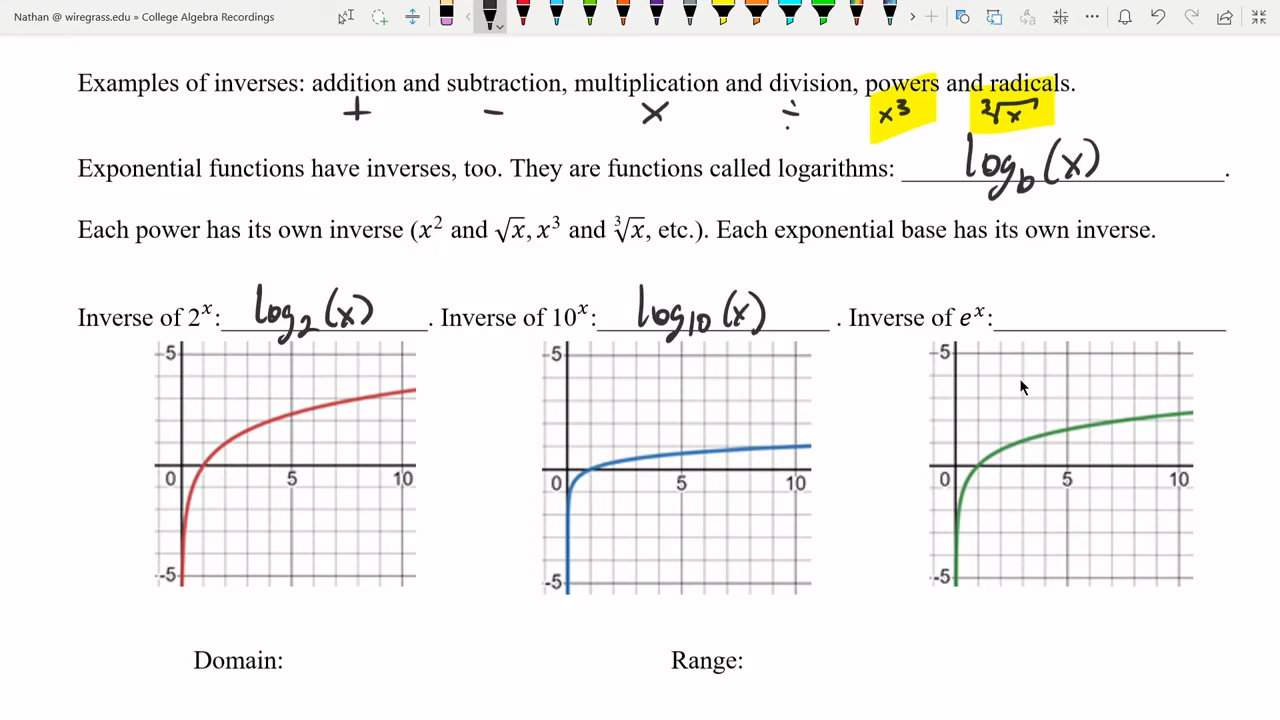 Nathan @ wiregrass.edu » College Algebra Recordings
Examples of inverses: addition and subtraction, multiplication and division, powers and radicals.
+ − × ÷ x³ ∛x
Exponential functions have inverses, too. They are functions called logarithms: log_b(x).
Each power has its own inverse (x² and √x, x³ and ∛x, etc.). Each exponential base has its own inverse.
Inverse of 2ˣ: log₂(x). Inverse of 10ˣ: log₁₀(x). Inverse of eˣ:
5 5 5
0 5 10 0 5 10 0 5 10
-5 -5 -5
Domain: Range: